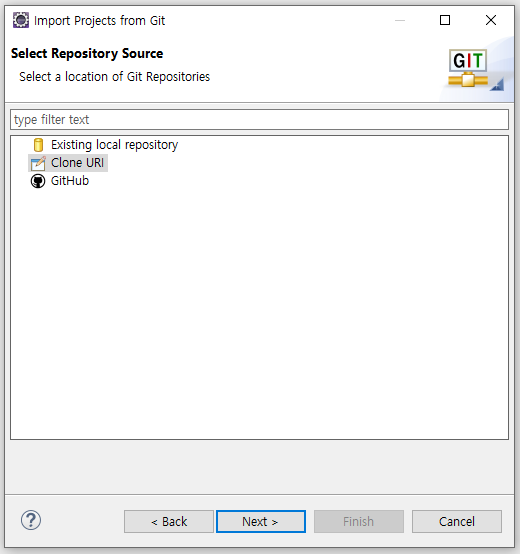 Import Projects from Git
Select Repository Source
Select a location of Git Repositories
GIT
type filter text
Existing local repository
Clone URI
GitHub
?
< Back
Next >
Finish
Cancel